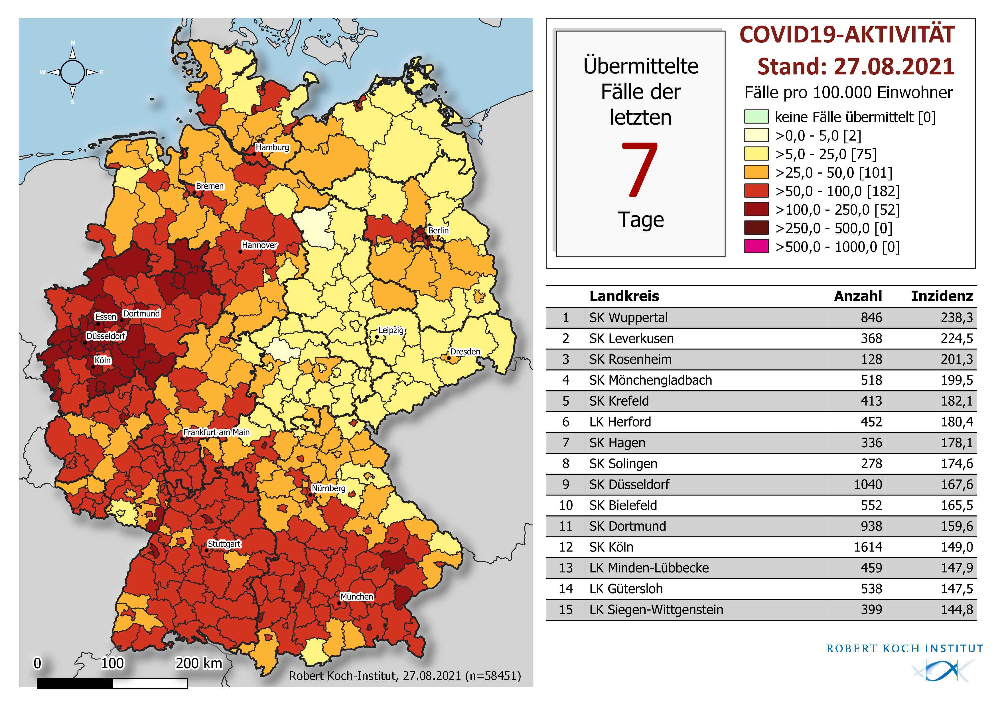 N
W
E
S
Hamburg
Bremen
Berlin
Hannover
Essen
Dortmund
Düsseldorf
Leipzig
Dresden
Köln
Frankfurt am Main
Nürnberg
Stuttgart
München
0 100 200 km
Robert Koch-Institut, 27.08.2021 (n=58451)
Übermittelte
Fälle der
letzten
7
Tage
COVID19-AKTIVITÄT
Stand: 27.08.2021
Fälle pro 100.000 Einwohner
keine Fälle übermittelt [0]
>0,0 - 5,0 [2]
>5,0 - 25,0 [75]
>25,0 - 50,0 [101]
>50,0 - 100,0 [182]
>100,0 - 250,0 [52]
>250,0 - 500,0 [0]
>500,0 - 1000,0 [0]
Landkreis Anzahl Inzidenz
1 SK Wuppertal 846 238,3
2 SK Leverkusen 368 224,5
3 SK Rosenheim 128 201,3
4 SK Mönchengladbach 518 199,5
5 SK Krefeld 413 182,1
6 LK Herford 452 180,4
7 SK Hagen 336 178,1
8 SK Solingen 278 174,6
9 SK Düsseldorf 1040 167,6
10 SK Bielefeld 552 165,5
11 SK Dortmund 938 159,6
12 SK Köln 1614 149,0
13 LK Minden-Lübbecke 459 147,9
14 LK Gütersloh 538 147,5
15 LK Siegen-Wittgenstein 399 144,8
ROBERT KOCH INSTITUT